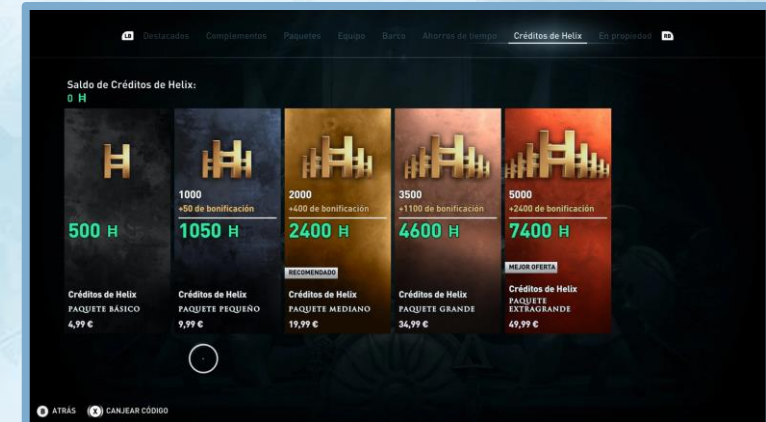 LB Destacados Complementos Paquetes Equipo Barco Ahorros de tiempo Créditos de Helix En propiedad RB
Saldo de Créditos de Helix:
0 H
500 H
Créditos de Helix
PAQUETE BÁSICO
4,99 €
1000
+50 de bonificación
1050 H
Créditos de Helix
PAQUETE PEQUEÑO
9,99 €
2000
+400 de bonificación
2400 H
RECOMENDADO
Créditos de Helix
PAQUETE MEDIANO
19,99 €
3500
+1100 de bonificación
4600 H
Créditos de Helix
PAQUETE GRANDE
34,99 €
5000
+2400 de bonificación
7400 H
MEJOR OFERTA
Créditos de Helix
PAQUETE
EXTRAGRANDE
49,99 €
B ATRÁS X CANJEAR CÓDIGO